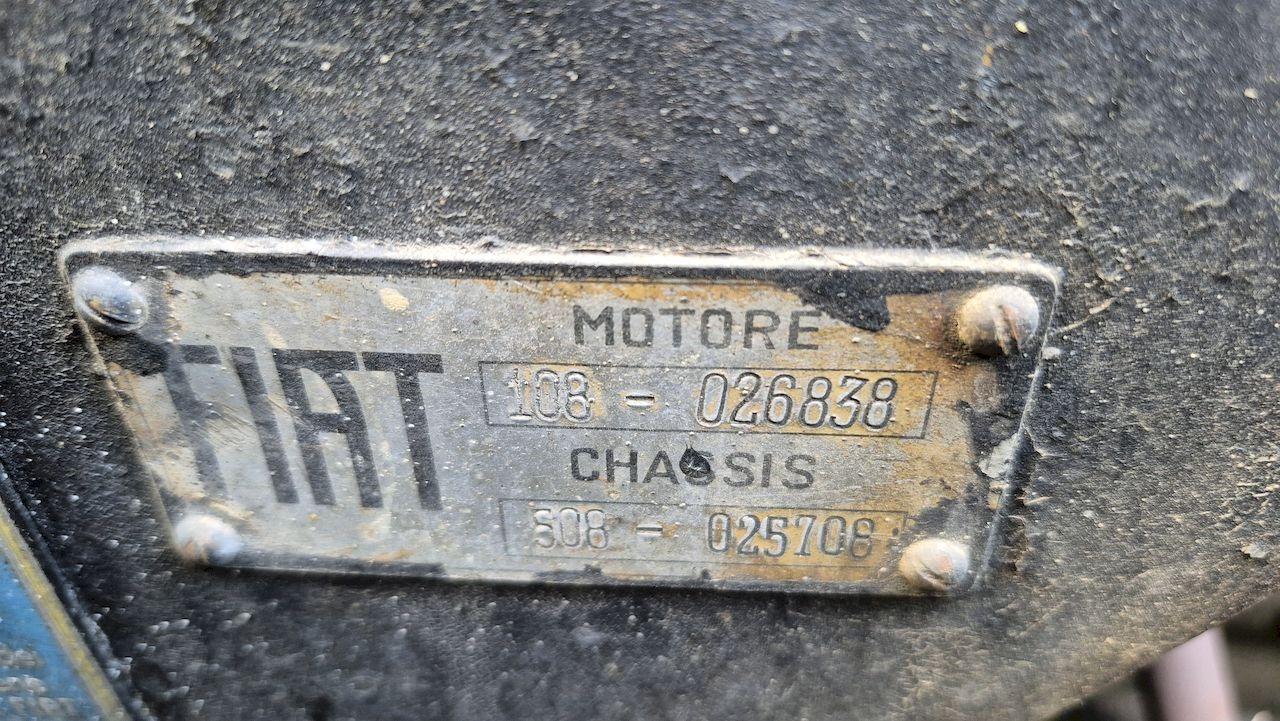 FIAT
MOTORE
108 - 026838
CHASSIS
508 - 025708